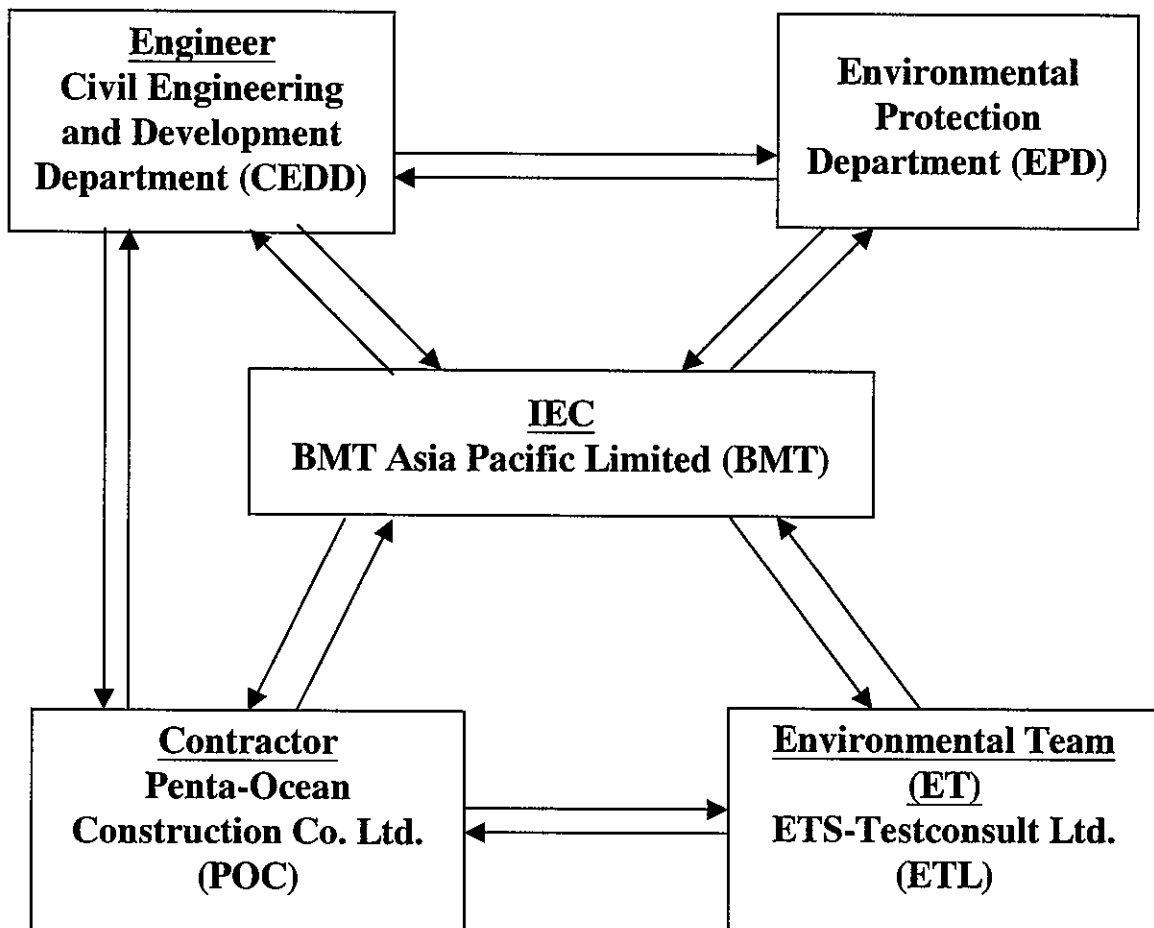 Engineer
Civil Engineering
and Development
Department (CEDD)
Environmental
Protection
Department (EPD)
IEC
BMT Asia Pacific Limited (BMT)
Contractor
Penta-Ocean
Construction Co. Ltd.
(POC)
Environmental Team
(ET)
ETS-Testconsult Ltd.
(ETL)